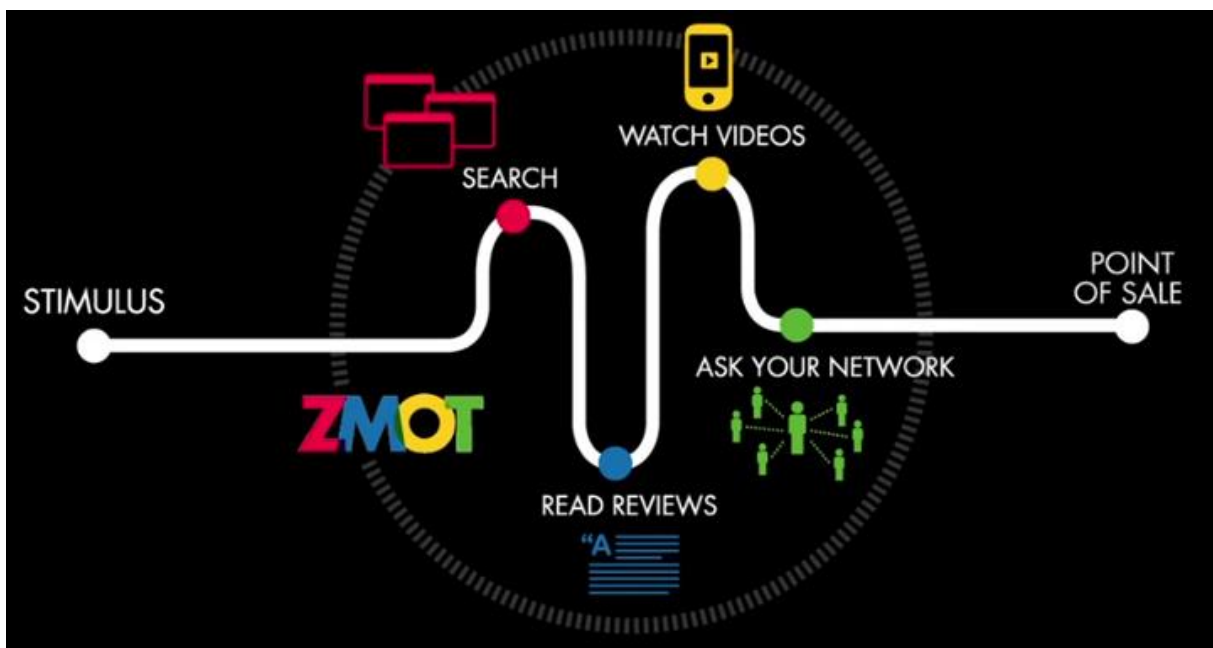 WATCH VIDEOS
SEARCH
STIMULUS
POINT
OF SALE
ASK YOUR NETWORK
ZMOT
READ REVIEWS
“A